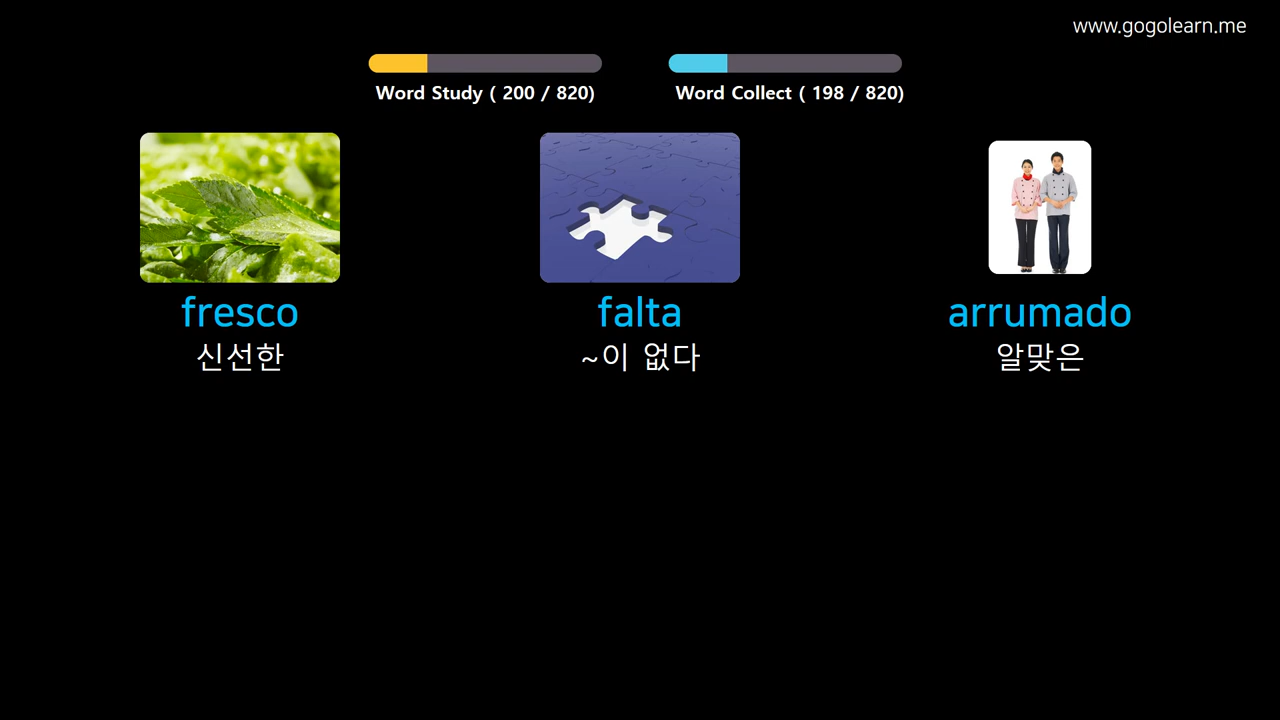 www.gogolearn.me
Word Study ( 200 / 820)
Word Collect ( 198 / 820)
fresco
falta
arrumado
신선한
~이 없다
알맞은